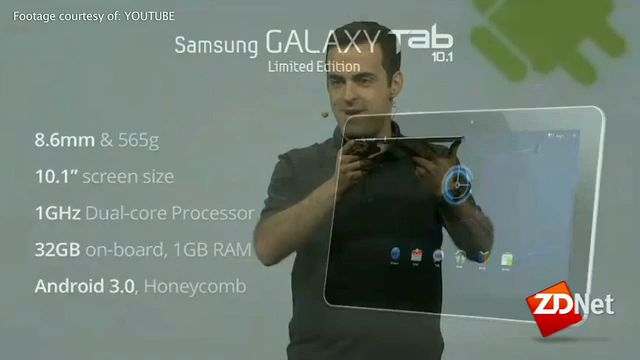 Footage courtesy of: YOUTUBE
Samsung GALAXY Tab
10.1
Limited Edition
8.6mm & 565g
10.1” screen size
1GHz Dual-core Processor
32GB on-board, 1GB RAM
Android 3.0, Honeycomb
ZDNet